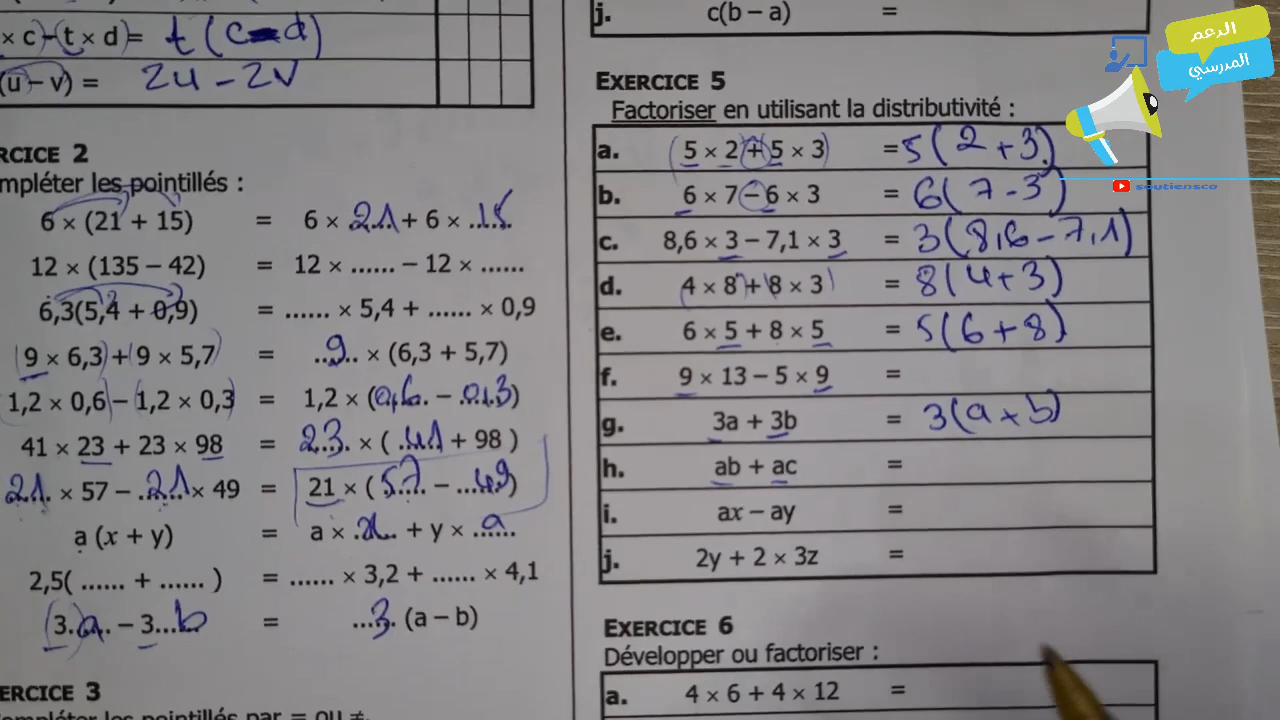 × c – (t × d) = t ( c – d )
(u – v) = 2u – 2v
RCICE 2
mpléter les pointillés :
6 × (21 + 15) = 6 × 21 + 6 × 15
12 × (135 – 42) = 12 × ...... – 12 × ......
6,3(5,4 + 0,9) = ...... × 5,4 + ...... × 0,9
(9 × 6,3) + (9 × 5,7) = ..9.. × (6,3 + 5,7)
(1,2 × 0,6) – (1,2 × 0,3) = 1,2 × (0,6. – .0,3)
41 × 23 + 23 × 98 = 23. × ( .41 + 98 )
21. × 57 – .21 × 49 = 21 × ( 57 – ...49)
a (x + y) = a × .x. + y × ..a...
2,5( ...... + ...... ) = ...... × 3,2 + ...... × 4,1
(3.)a. – 3...b = ...3. (a – b)
ERCICE 3
mpléter les pointillés par = ou ≠.
j. c(b – a) =
EXERCICE 5
Factoriser en utilisant la distributivité :
a. (5 × 2)+(5 × 3) = 5 ( 2 + 3 )
b. 6 × 7 – 6 × 3 = 6( 7 - 3 )
c. 8,6 × 3 – 7,1 × 3 = 3(8,6 – 7,1)
d. (4 × 8)+(8 × 3) = 8(4+3)
e. 6 × 5 + 8 × 5 = 5(6+8)
f. 9 × 13 – 5 × 9 =
g. 3a + 3b = 3(a × b)
h. ab + ac =
i. ax – ay =
j. 2y + 2 × 3z =
EXERCICE 6
Développer ou factoriser :
a. 4 × 6 + 4 × 12 =
الدعم
المدرسي
soutiensco